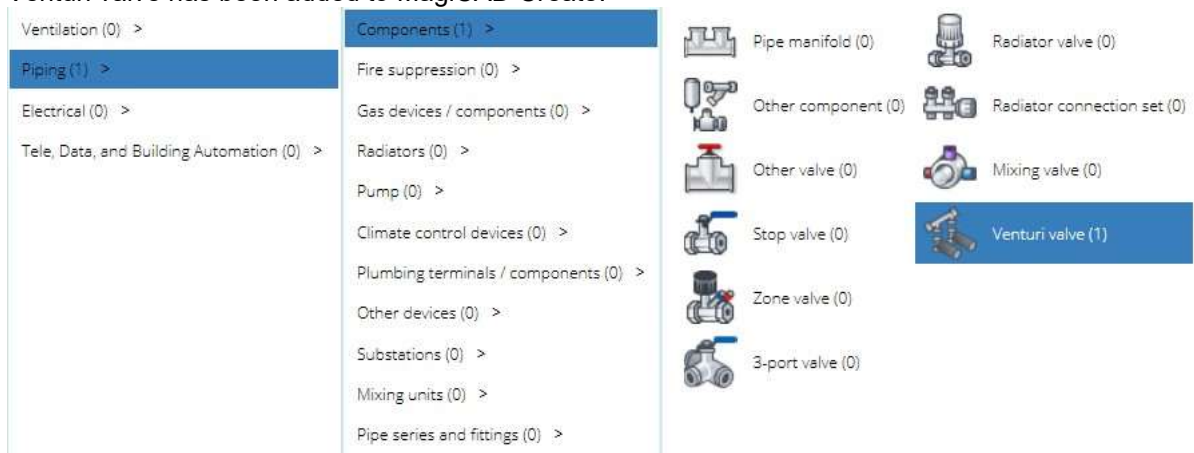 Venturi valve has been added to MagiCAD Creator
Ventilation (0) >
Piping (1) >
Electrical (0) >
Tele, Data, and Building Automation (0) >
Components (1) >
Fire suppression (0) >
Gas devices / components (0) >
Radiators (0) >
Pump (0) >
Climate control devices (0) >
Plumbing terminals / components (0) >
Other devices (0) >
Substations (0) >
Mixing units (0) >
Pipe series and fittings (0) >
Pipe manifold (0)
Other component (0)
Other valve (0)
Stop valve (0)
Zone valve (0)
3-port valve (0)
Radiator valve (0)
Radiator connection set (0)
Mixing valve (0)
Venturi valve (1)